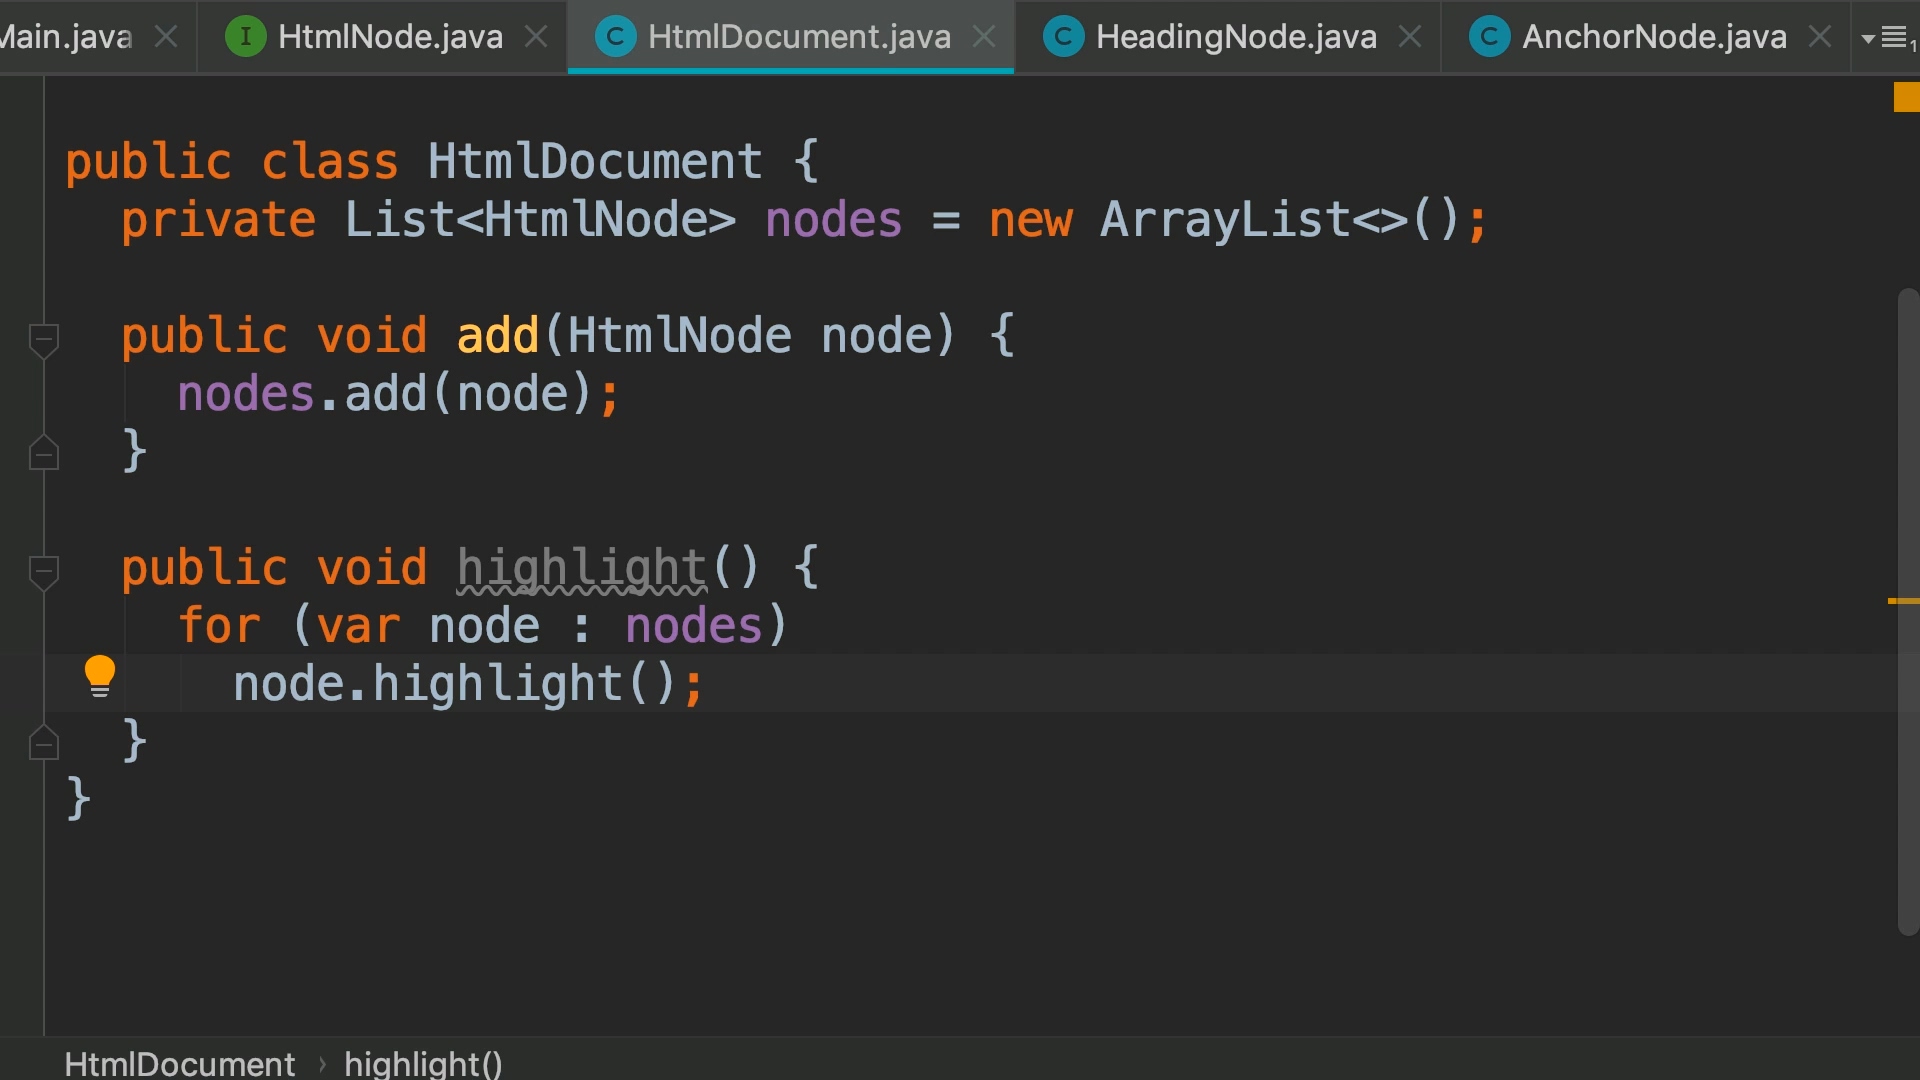 Main.java HtmlNode.java HtmlDocument.java HeadingNode.java AnchorNode.java 1
public class HtmlDocument {
private List<HtmlNode> nodes = new ArrayList<>();
public void add(HtmlNode node) {
nodes.add(node);
}
public void highlight() {
for (var node : nodes)
node.highlight();
}
}
HtmlDocument › highlight()